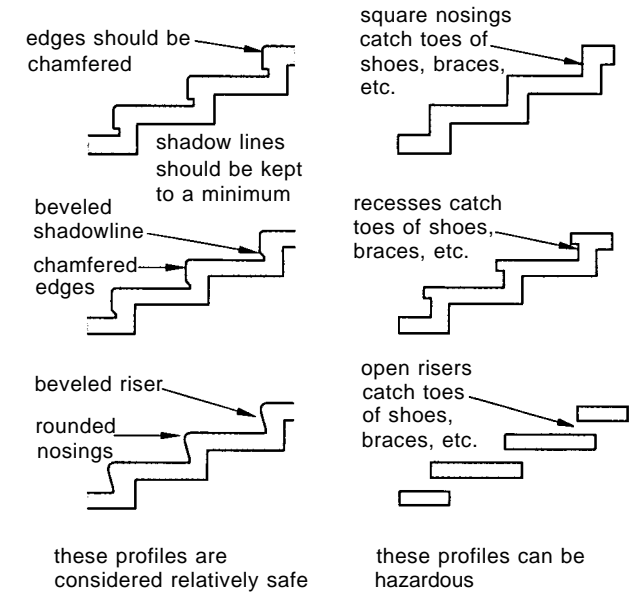 edges should be
chamfered
shadow lines
should be kept
to a minimum
square nosings
catch toes of
shoes, braces,
etc.
beveled
shadowline
chamfered
edges
recesses catch
toes of shoes,
braces, etc.
beveled riser
rounded
nosings
open risers
catch toes
of shoes,
braces, etc.
these profiles are
considered relatively safe
these profiles can be
hazardous